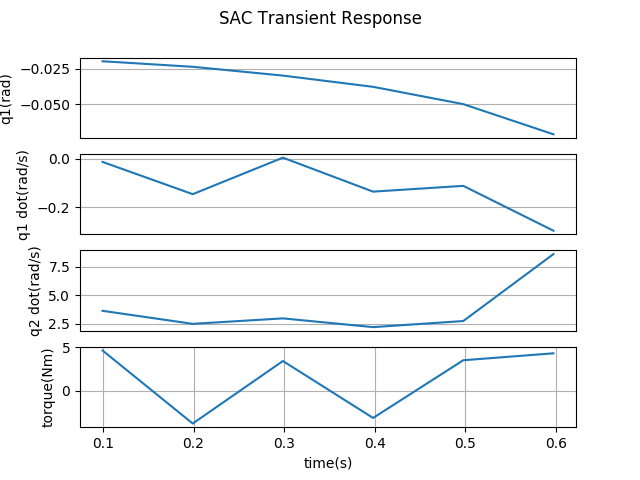 SAC Transient Response
−0.025
−0.050
q1(rad)
0.0
−0.2
q1 dot(rad/s)
7.5
5.0
2.5
q2 dot(rad/s)
5
0
torque(Nm)
0.1 0.2 0.3 0.4 0.5 0.6
time(s)